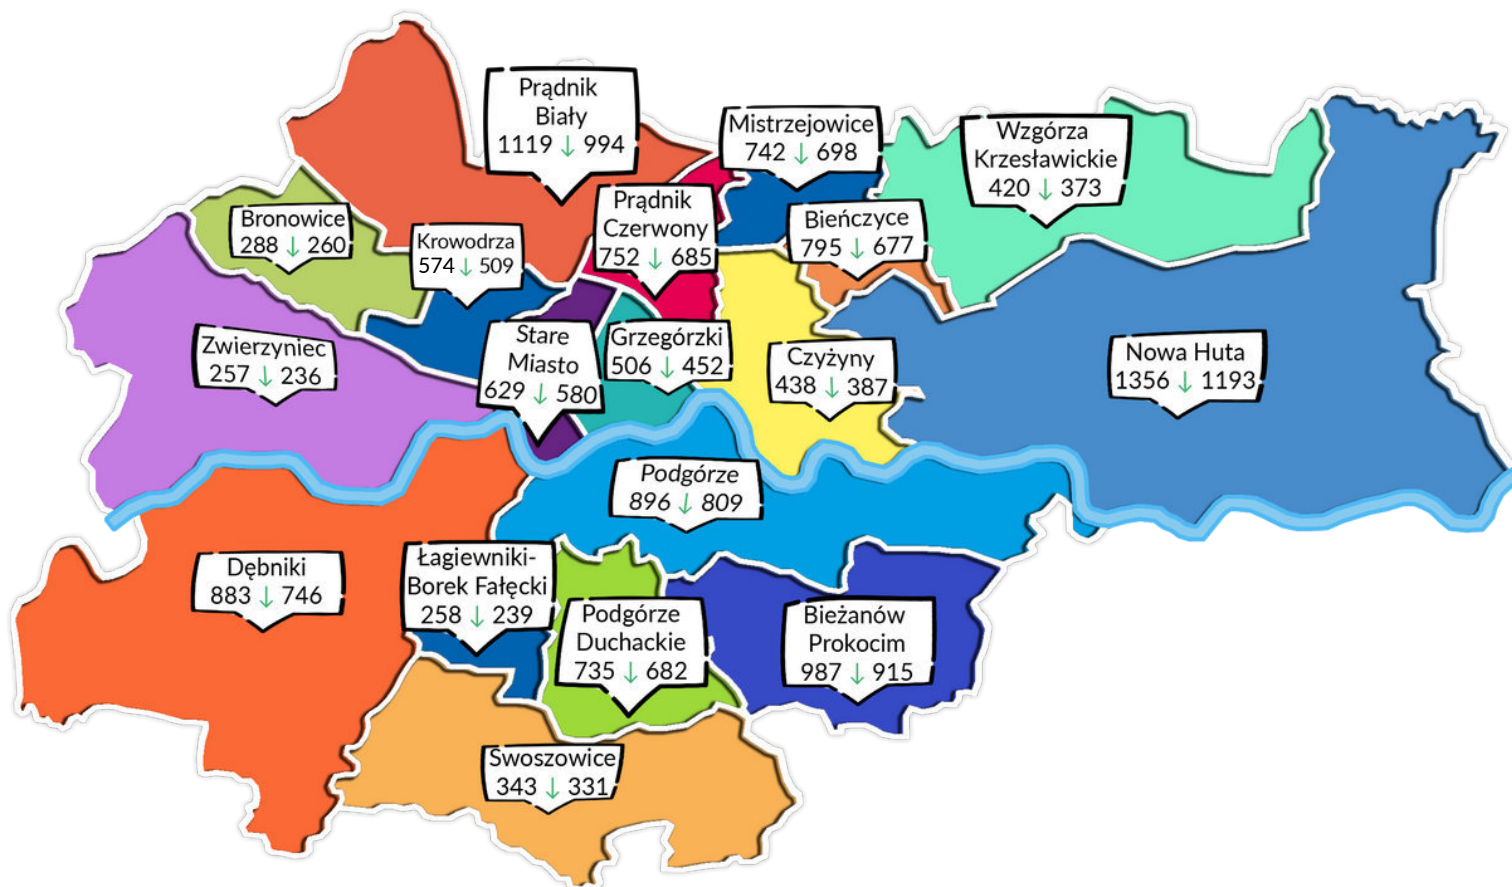 Prądnik
Biały
1119 ↓ 994
Mistrzejowice
742 ↓ 698
Wzgórza
Krzesławickie
420 ↓ 373
Bronowice
288 ↓ 260
Krowodrza
574 ↓ 509
Prądnik
Czerwony
752 ↓ 685
Bieńczyce
795 ↓ 677
Zwierzyniec
257 ↓ 236
Stare
Miasto
629 ↓ 580
Grzegórzki
506 ↓ 452
Czyżyny
438 ↓ 387
Nowa Huta
1356 ↓ 1193
Podgórze
896 ↓ 809
Dębniki
883 ↓ 746
Łagiewniki-
Borek Fałęcki
258 ↓ 239
Podgórze
Duchackie
735 ↓ 682
Bieżanów
Prokocim
987 ↓ 915
Swoszowice
343 ↓ 331